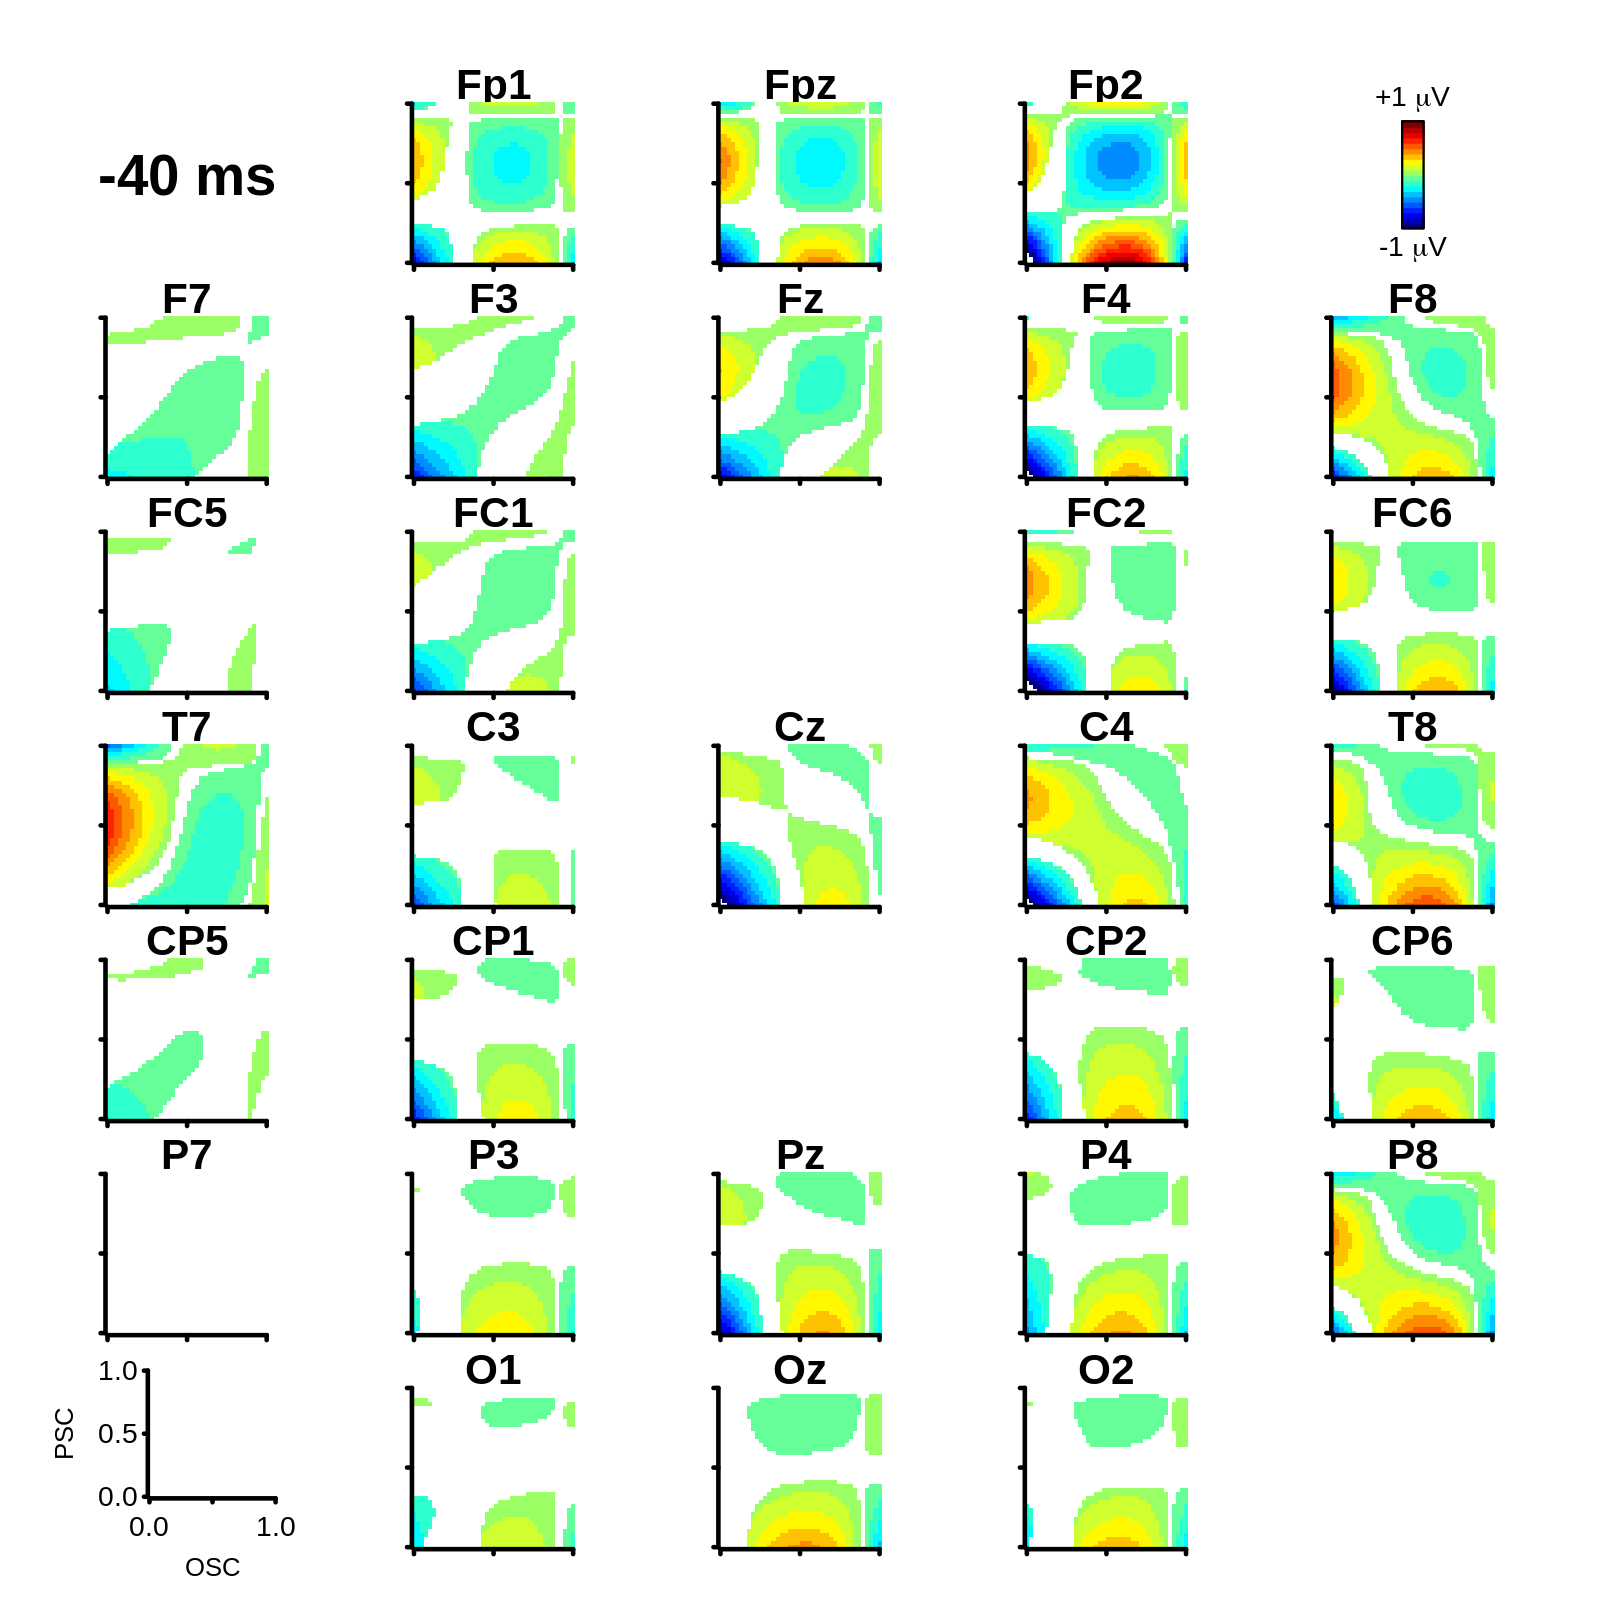 Fp1 Fpz Fp2
+1 μV
-40 ms
-1 μV
F7 F3 Fz F4 F8
FC5 FC1 FC2 FC6
T7 C3 Cz C4 T8
CP5 CP1 CP2 CP6
P7 P3 Pz P4 P8
O1 Oz O2
1.0
PSC
0.5
0.0
0.0 1.0
OSC